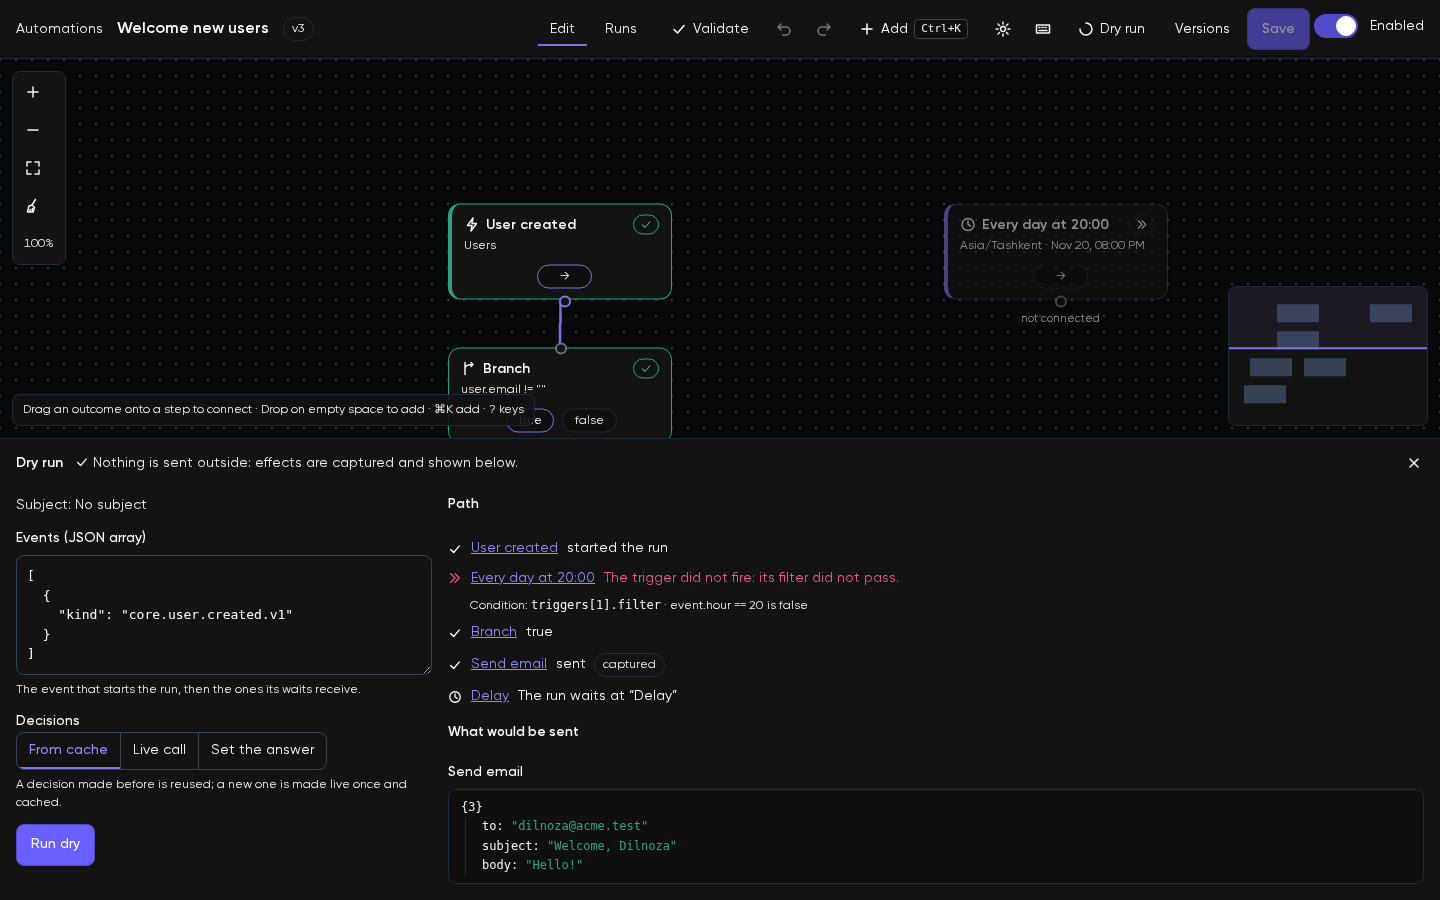 Automations Welcome new users v3 Edit Runs Validate Add Ctrl+K Dry run Versions Save Enabled
100%
User created
Users
→
Every day at 20:00
Asia/Tashkent · Nov 20, 08:00 PM
→
not connected
Branch
user.email != ""
true false
Drag an outcome onto a step to connect · Drop on empty space to add · ⌘K add · ? keys
Dry run Nothing is sent outside: effects are captured and shown below.
Subject: No subject
Events (JSON array)
[
{
"kind": "core.user.created.v1"
}
]
The event that starts the run, then the ones its waits receive.
Decisions
From cache Live call Set the answer
A decision made before is reused; a new one is made live once and
cached.
Run dry
Path
User created started the run
Every day at 20:00 The trigger did not fire: its filter did not pass.
Condition: triggers[1].filter · event.hour == 20 is false
Branch true
Send email sent captured
Delay The run waits at “Delay”
What would be sent
Send email
{3}
to: "dilnoza@acme.test"
subject: "Welcome, Dilnoza"
body: "Hello!"